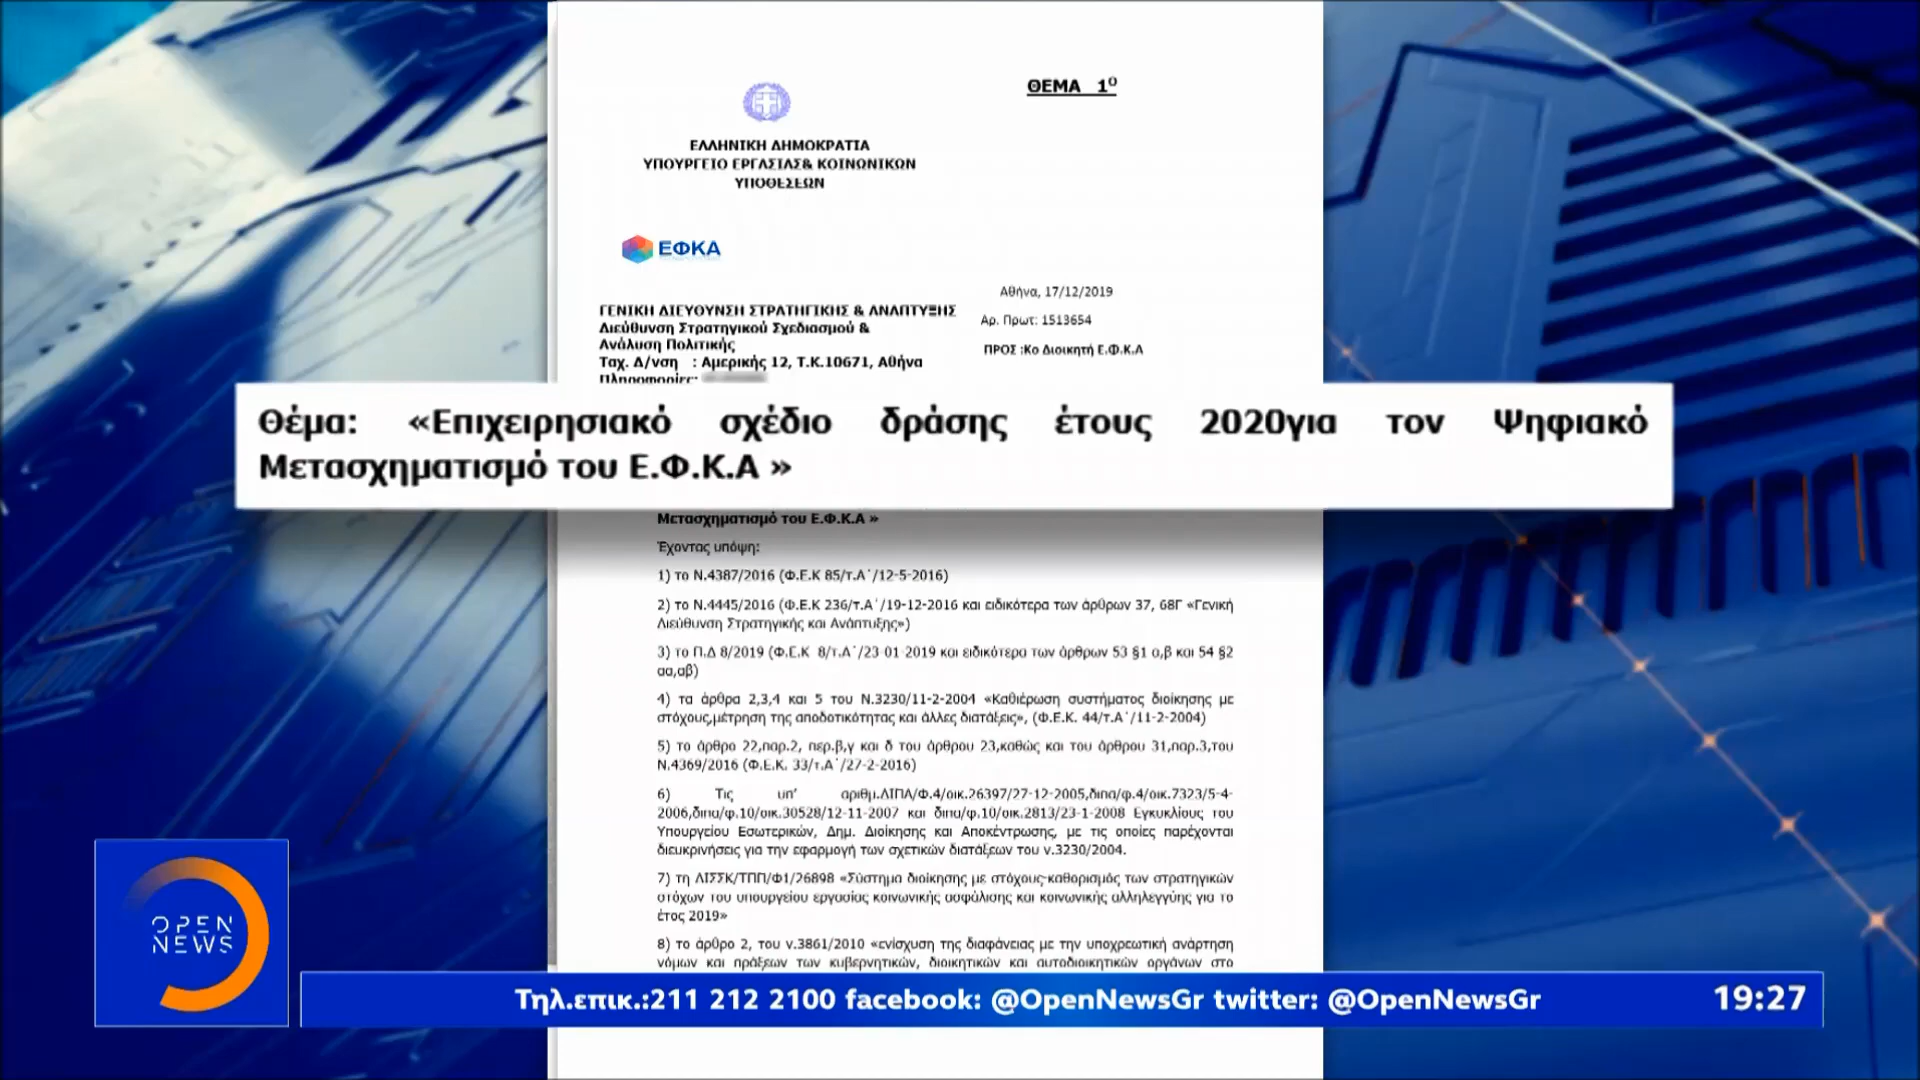 ΘΕΜΑ 1Ο
ΕΛΛΗΝΙΚΗ ΔΗΜΟΚΡΑΤΙΑ
ΥΠΟΥΡΓΕΙΟ ΕΡΓΑΣΙΑΣ& ΚΟΙΝΩΝΙΚΩΝ
ΥΠΟΘΕΣΕΩΝ
ΕΦΚΑ
Αθήνα, 17/12/2019
ΓΕΝΙΚΗ ΔΙΕΥΘΥΝΣΗ ΣΤΡΑΤΗΓΙΚΗΣ & ΑΝΑΠΤΥΞΗΣ
Αρ. Πρωτ: 1513654
Διεύθυνση Στρατηγικού Σχεδιασμού &
Ανάλυση Πολιτικής
ΠΡΟΣ :Κο Διοικητή Ε.Φ.Κ.Α
Ταχ. Δ/νση : Αμερικής 12, Τ.Κ.10671, Αθήνα
Πληροφορίες:
Θέμα: «Επιχειρησιακό σχέδιο δράσης έτους 2020για τον Ψηφιακό
Μετασχηματισμό του Ε.Φ.Κ.Α »
Μετασχηματισμό του Ε.Φ.Κ.Α »
Έχοντας υπόψη:
1) το Ν.4387/2016 (Φ.Ε.Κ 85/τ.Α΄/12-5-2016)
2) το Ν.4445/2016 (Φ.Ε.Κ 236/τ.Α΄/19-12-2016 και ειδικότερα των άρθρων 37, 68Γ «Γενική
Διεύθυνση Στρατηγικής και Ανάπτυξης»)
3) το Π.Δ 8/2019 (Φ.Ε.Κ 8/τ.Α΄/23-01-2019 και ειδικότερα των άρθρων 53 §1 α,β και 54 §2
αα,αβ)
4) τα άρθρα 2,3,4 και 5 του Ν.3230/11-2-2004 «Καθιέρωση συστήματος διοίκησης με
στόχους,μέτρηση της αποδοτικότητας και άλλες διατάξεις», (Φ.Ε.Κ. 44/τ.Α΄/11-2-2004)
5) το άρθρο 22,παρ.2, περ.β,γ και δ του άρθρου 23,καθώς και του άρθρου 31,παρ.3,του
Ν.4369/2016 (Φ.Ε.Κ. 33/τ.Α΄/27-2-2016)
6) Τις υπ’ αριθμ.ΔΙΠΑ/Φ.4/οικ.26397/27-12-2005,διπα/φ.4/οικ.7323/5-4-
2006,διπα/φ.10/οικ.30528/12-11-2007 και διπα/φ.10/οικ.2813/23-1-2008 Εγκυκλίους του
Υπουργείου Εσωτερικών, Δημ. Διοίκησης και Αποκέντρωσης, με τις οποίες παρέχονται
διευκρινήσεις για την εφαρμογή των σχετικών διατάξεων του ν.3230/2004.
7) τη ΔΙΣΣΚ/ΤΠΠ/Φ1/26898 «Σύστημα διοίκησης με στόχους-καθορισμός των στρατηγικών
στόχων του υπουργείου εργασίας κοινωνικής ασφάλισης και κοινωνικής αλληλεγγύης για το
έτος 2019»
8) το άρθρο 2, του ν.3861/2010 «ενίσχυση της διαφάνειας με την υποχρεωτική ανάρτηση
νόμων και πράξεων των κυβερνητικών, διοικητικών και αυτοδιοικητικών οργάνων στο
OPEN
NEWS
Τηλ.επικ.:211 212 2100 facebook: @OpenNewsGr twitter: @OpenNewsGr
19:27